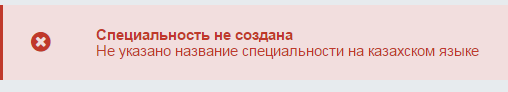 Специальность не создана
Не указано название специальности на казахском языке